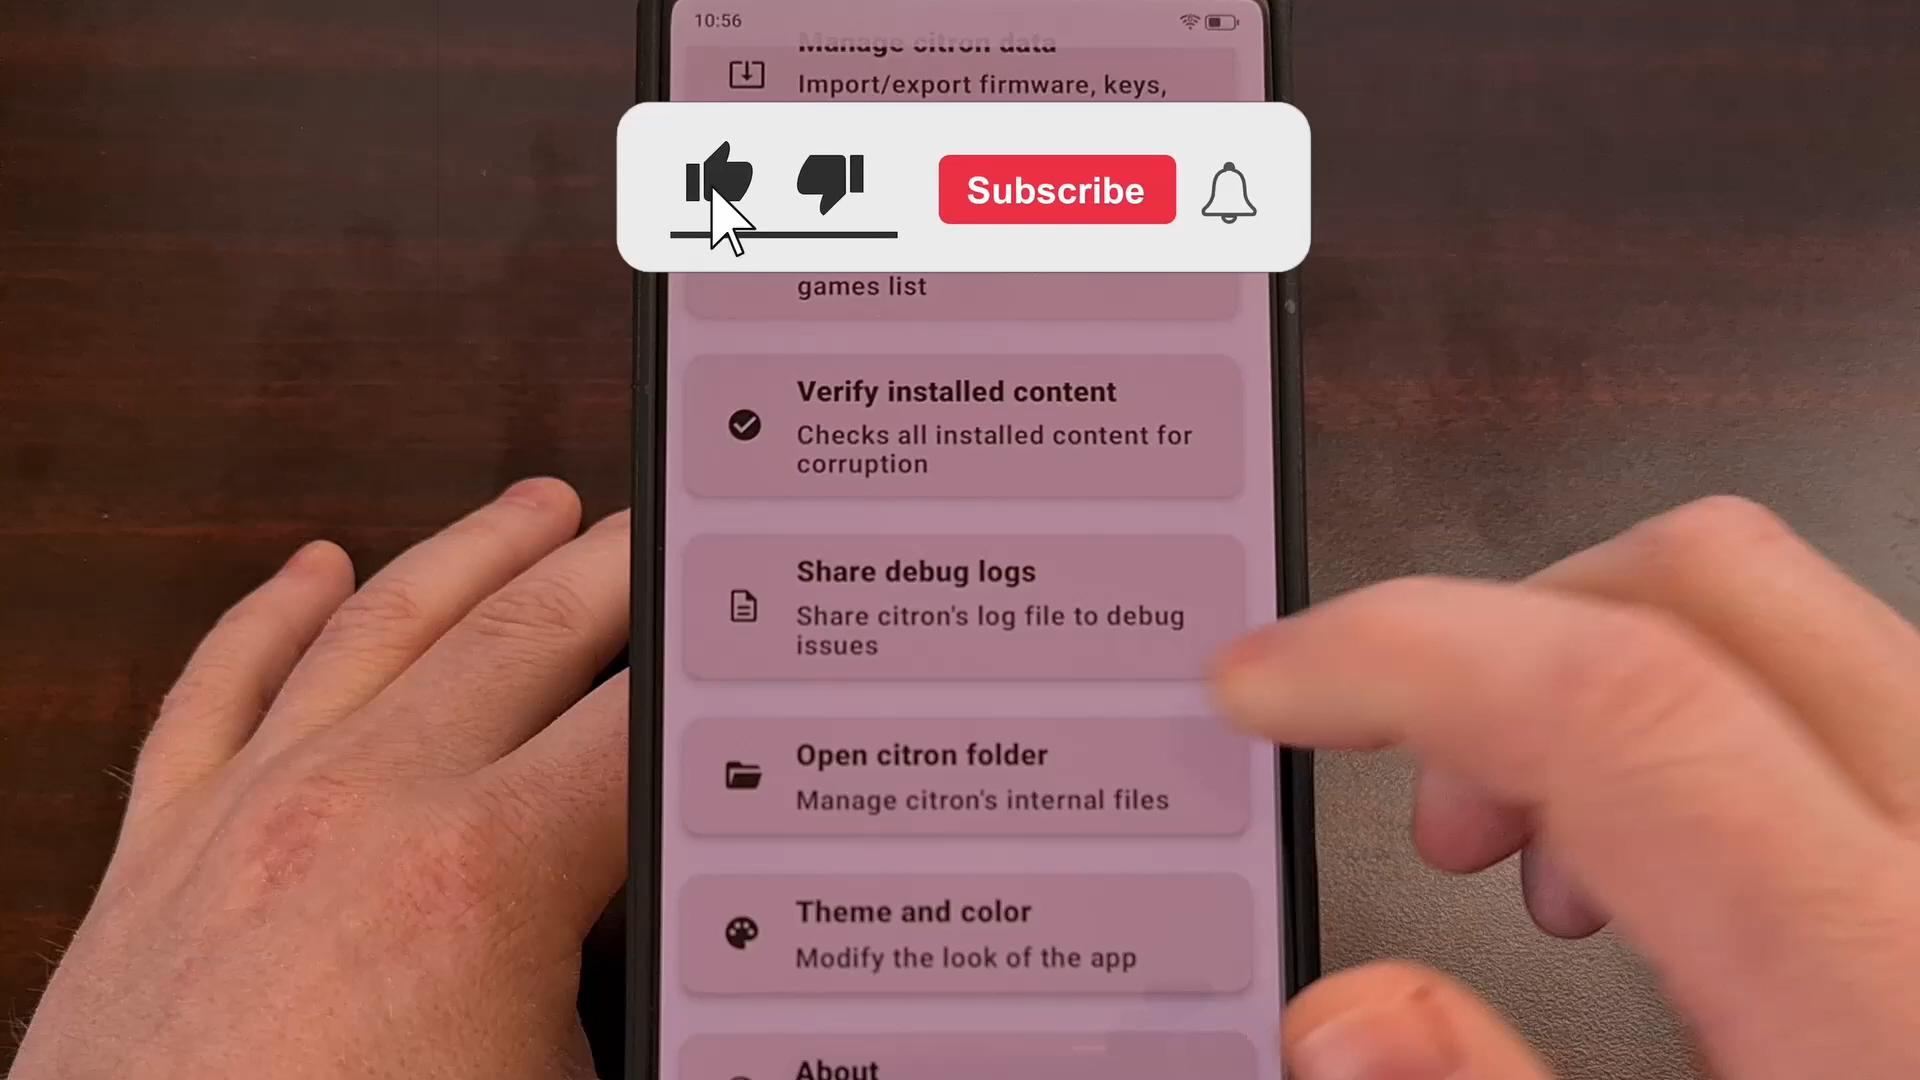 10:56
Manage citron data
Import/export firmware, keys,
Subscribe
games list
Verify installed content
Checks all installed content for
corruption
Share debug logs
Share citron's log file to debug
issues
Open citron folder
Manage citron's internal files
Theme and color
Modify the look of the app
About